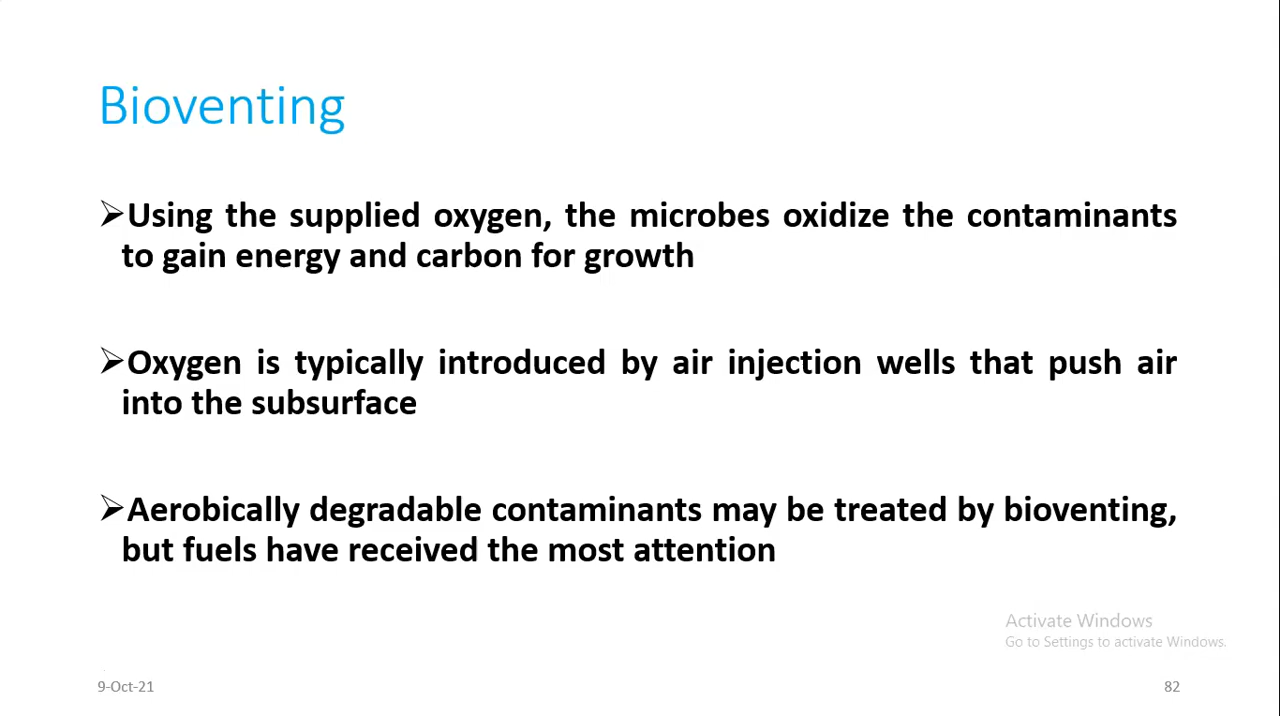 Bioventing
➢Using the supplied oxygen, the microbes oxidize the contaminants
to gain energy and carbon for growth
➢Oxygen is typically introduced by air injection wells that push air
into the subsurface
➢Aerobically degradable contaminants may be treated by bioventing,
but fuels have received the most attention
Activate Windows
Go to Settings to activate Windows.
9-Oct-21
82